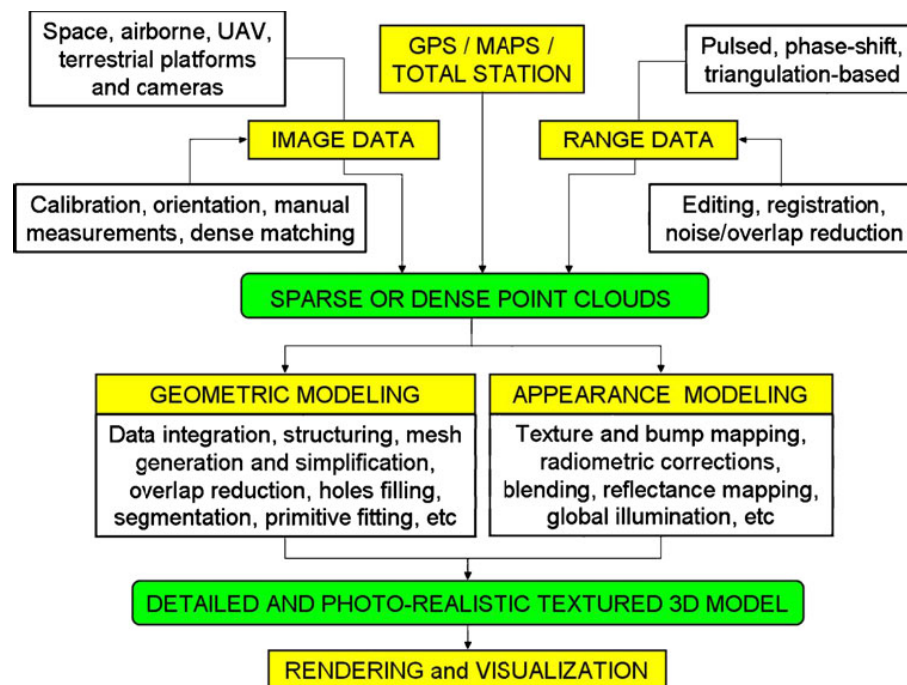 Space, airborne, UAV,
terrestrial platforms
and cameras
GPS / MAPS /
TOTAL STATION
Pulsed, phase-shift,
triangulation-based
IMAGE DATA
RANGE DATA
Calibration, orientation, manual
measurements, dense matching
Editing, registration,
noise/overlap reduction
SPARSE OR DENSE POINT CLOUDS
GEOMETRIC MODELING
Data integration, structuring, mesh
generation and simplification,
overlap reduction, holes filling,
segmentation, primitive fitting, etc
APPEARANCE MODELING
Texture and bump mapping,
radiometric corrections,
blending, reflectance mapping,
global illumination, etc
DETAILED AND PHOTO-REALISTIC TEXTURED 3D MODEL
RENDERING and VISUALIZATION